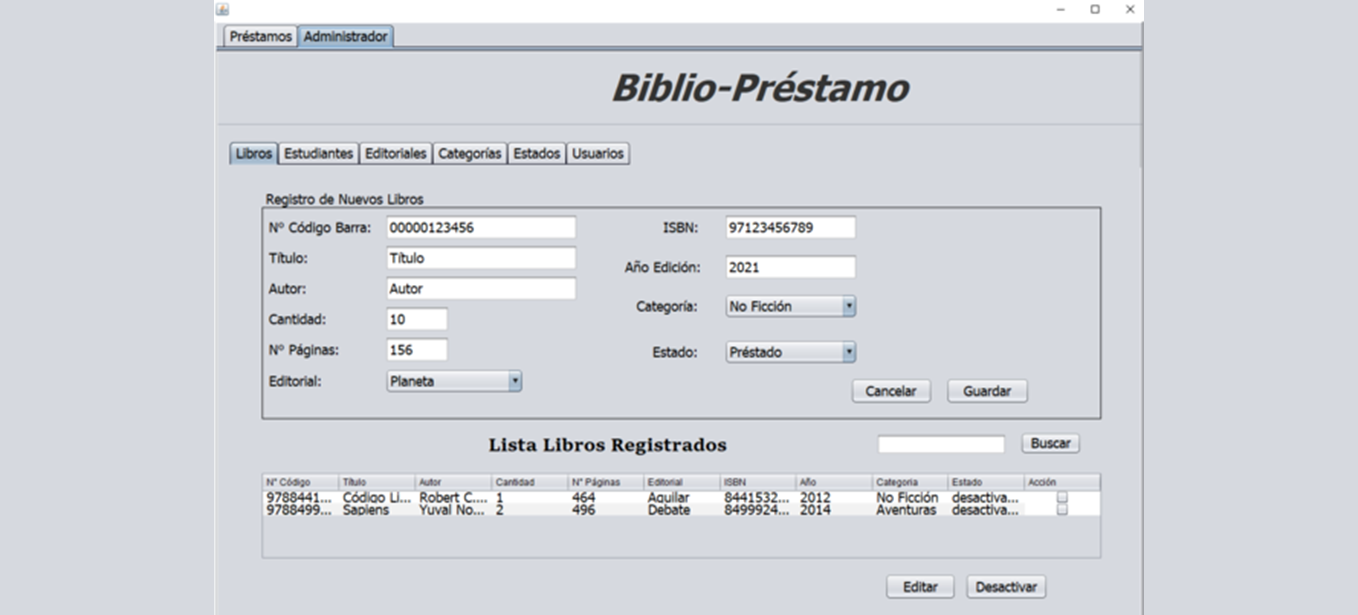 Préstamos Administrador
Biblio-Préstamo
Libros Estudiantes Editoriales Categorías Estados Usuarios
Registro de Nuevos Libros
Nº Código Barra: 00000123456 ISBN: 97123456789
Título: Título
Año Edición: 2021
Autor: Autor
Categoría: No Ficción
Cantidad: 10
Nº Páginas: 156
Estado: Préstado
Editorial: Planeta
Cancelar Guardar
Lista Libros Registrados Buscar
N° Código Título Autor Cantidad N° Páginas Editorial ISBN Año Categoria Estado Acción
9788441... Código Li... Robert C.... 1 464 Aguilar 8441532... 2012 No Ficción desactiva...
9788499... Sapiens Yuval No... 2 496 Debate 8499924... 2014 Aventuras desactiva...
Editar Desactivar